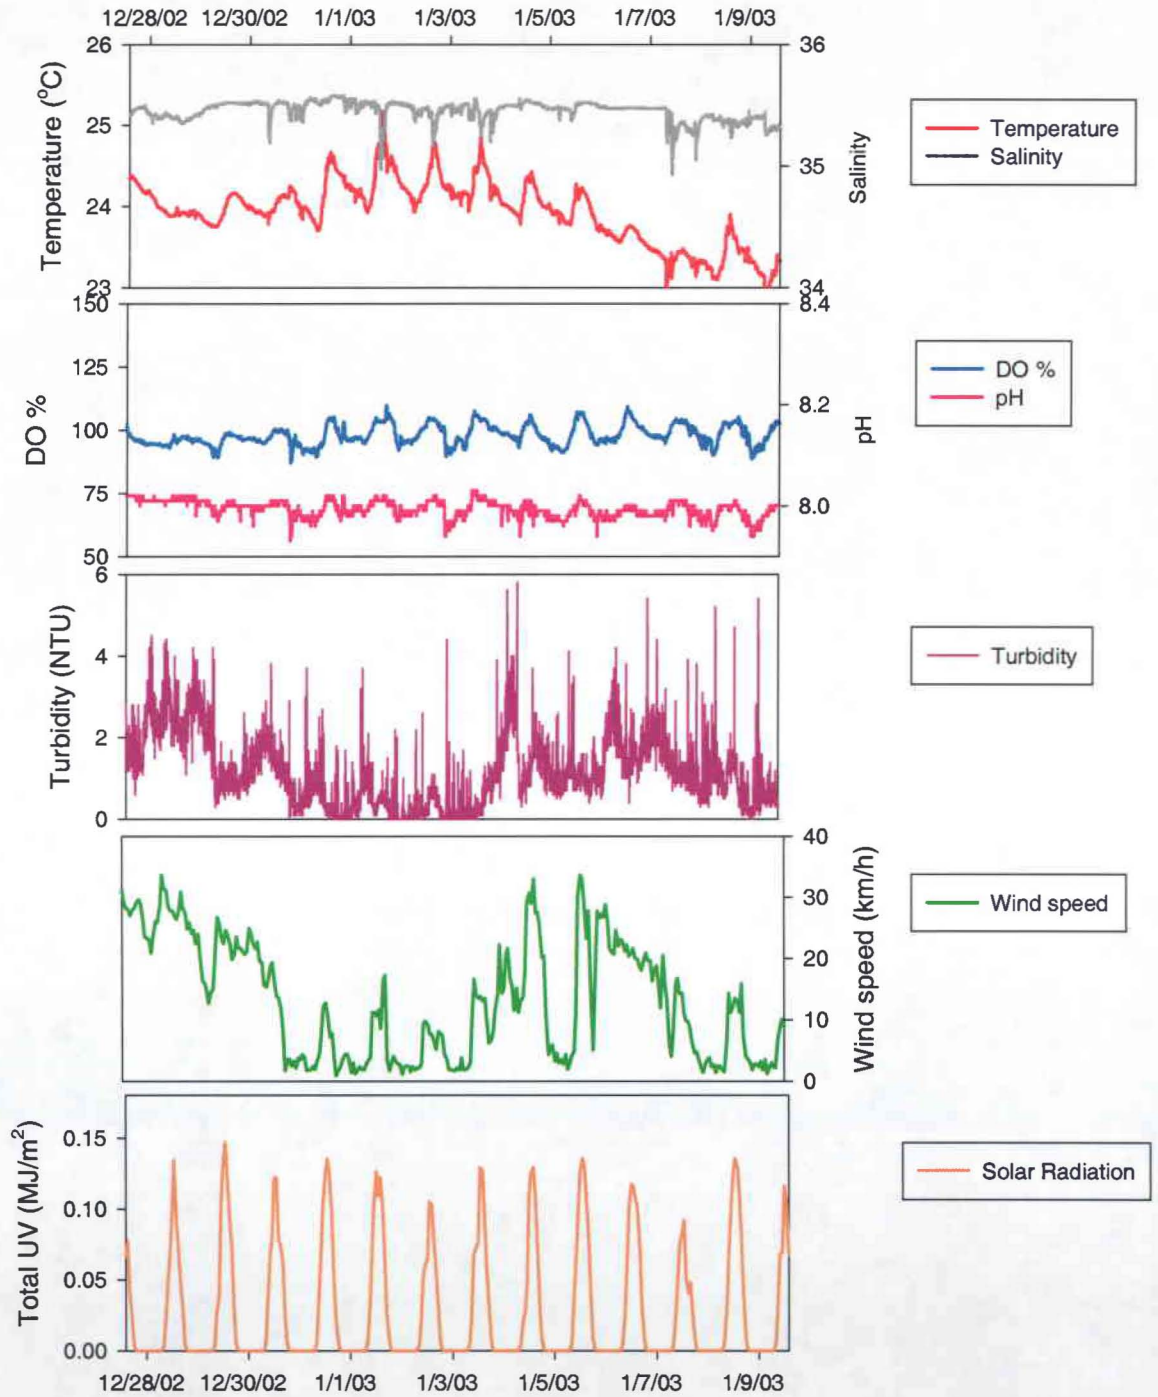 12/28/02 12/30/02 1/1/03 1/3/03 1/5/03 1/7/03 1/9/03
26 36
25
35
24
23 34
Temperature (°C)
Salinity
Temperature
Salinity
150 8.4
125
100 8.2
75 8.0
50
DO %
pH
DO %
pH
6
4
2
0
Turbidity (NTU)
Turbidity
40
30
20
10
0
Wind speed (km/h)
Wind speed
0.15
0.10
0.05
0.00
Total UV (MJ/m²)
Solar Radiation
12/28/02 12/30/02 1/1/03 1/3/03 1/5/03 1/7/03 1/9/03